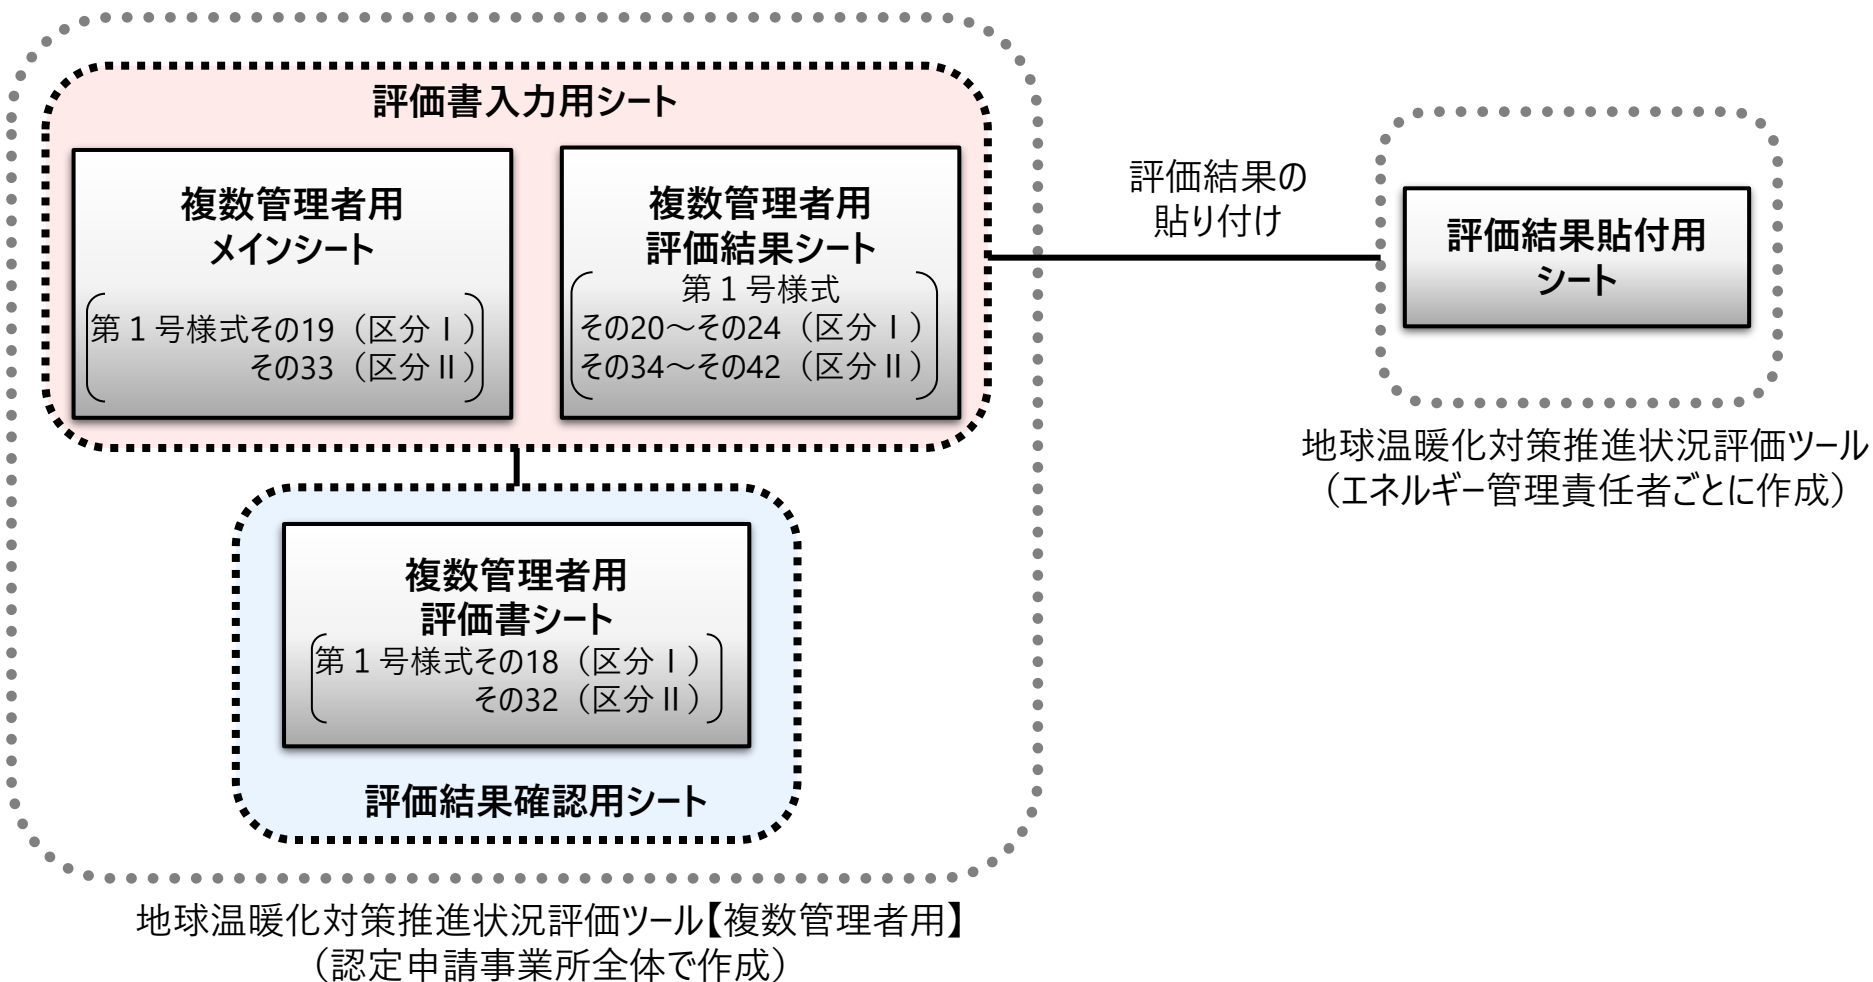 評価書入力用シート
複数管理者用
メインシート
第１号様式その19（区分Ⅰ）
その33（区分Ⅱ）
複数管理者用
評価結果シート
第１号様式
その20～その24（区分Ⅰ）
その34～その42（区分Ⅱ）
評価結果の
貼り付け
評価結果貼付用
シート
地球温暖化対策推進状況評価ツール
（エネルギー管理責任者ごとに作成）
複数管理者用
評価書シート
第１号様式その18（区分Ⅰ）
その32（区分Ⅱ）
評価結果確認用シート
地球温暖化対策推進状況評価ツール【複数管理者用】
（認定申請事業所全体で作成）